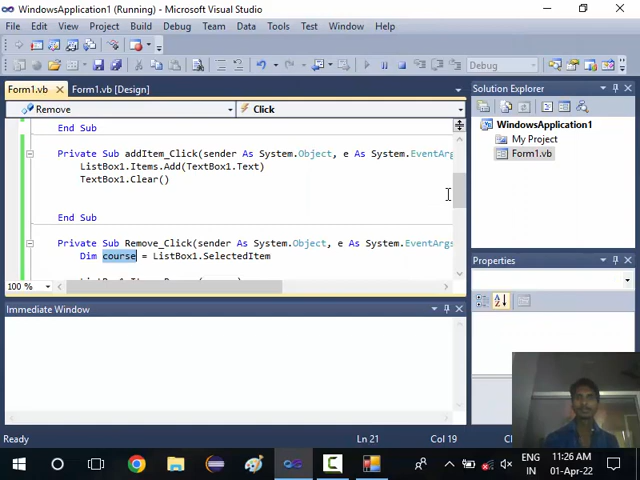 WindowsApplication1 (Running) - Microsoft Visual Studio
File Edit View Project Build Debug Team Data Tools Test Window Help
Debug
Form1.vb Form1.vb [Design]
Remove Click
End Sub
Private Sub addItem_Click(sender As System.Object, e As System.EventArg
ListBox1.Items.Add(TextBox1.Text)
TextBox1.Clear()
End Sub
Private Sub Remove_Click(sender As System.Object, e As System.EventArg
Dim course = ListBox1.SelectedItem
100 %
Immediate Window
Solution Explorer
WindowsApplication1
My Project
Form1.vb
Properties
Ready Ln 21 Col 19
ENG 11:26 AM
IN 01-Apr-22